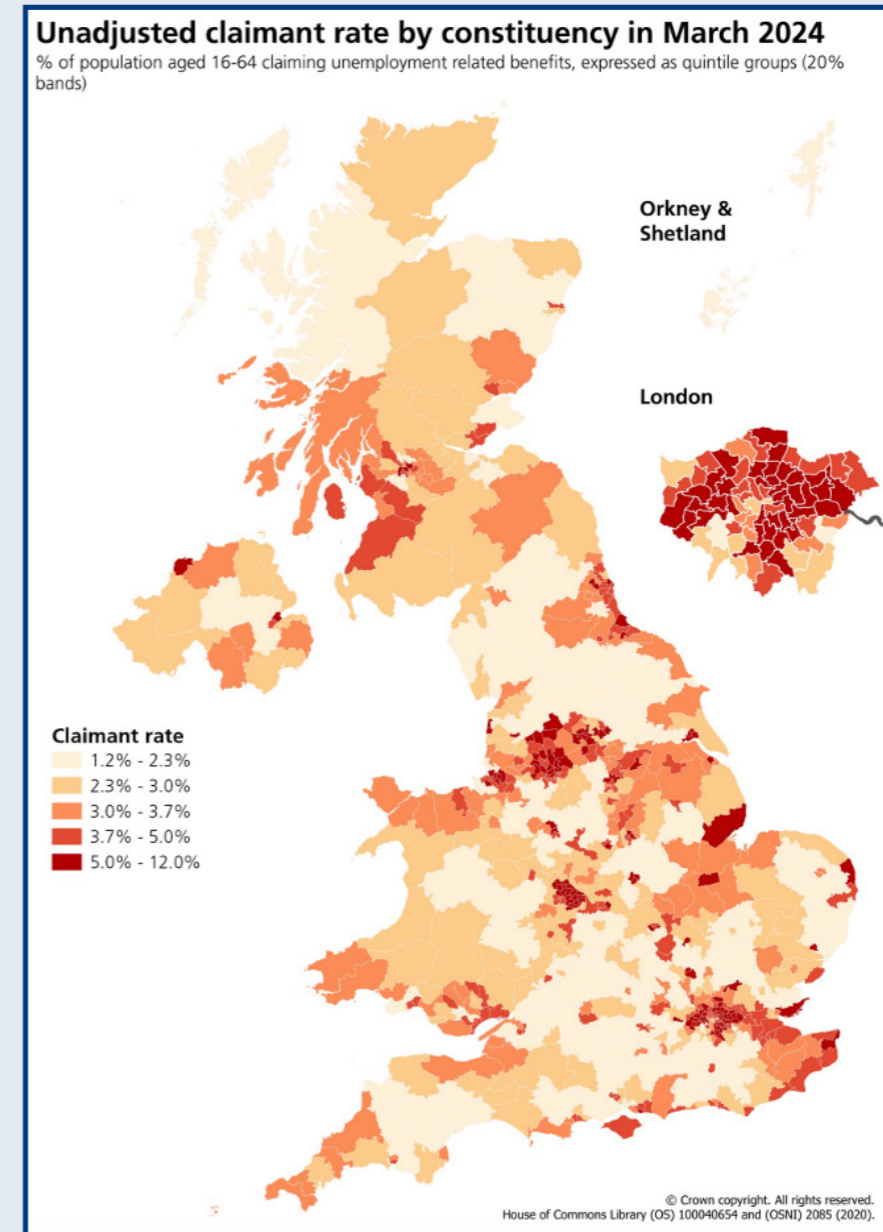 Unadjusted claimant rate by constituency in March 2024
% of population aged 16-64 claiming unemployment related benefits, expressed as quintile groups (20%
bands)
Orkney &
Shetland
London
Claimant rate
1.2% - 2.3%
2.3% - 3.0%
3.0% - 3.7%
3.7% - 5.0%
5.0% - 12.0%
© Crown copyright. All rights reserved.
House of Commons Library (OS) 100040654 and (OSNI) 2085 (2020).